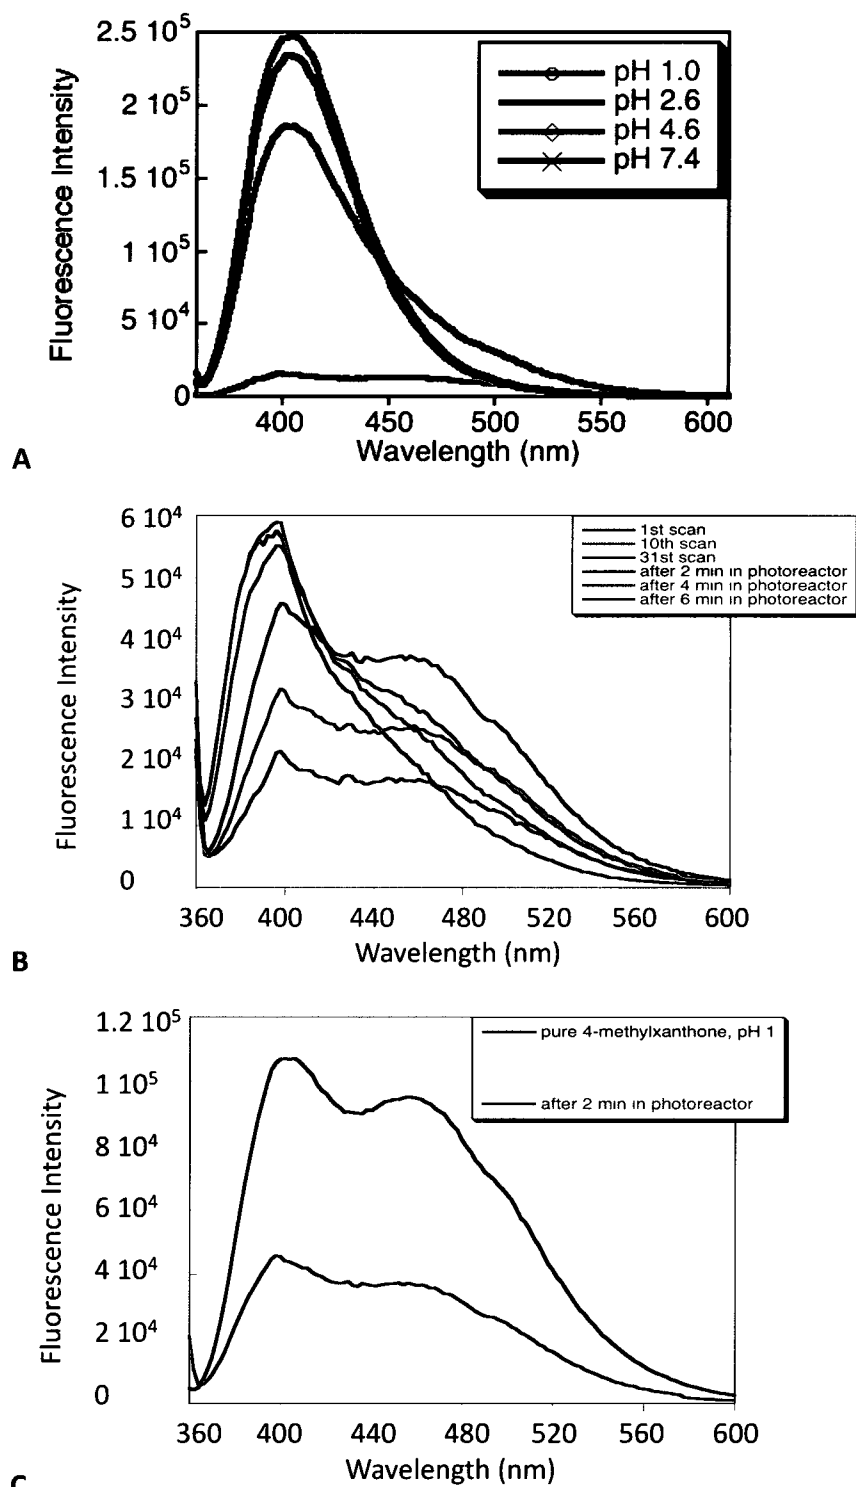 2.5 10⁵
2 10⁵
1.5 10⁵
1 10⁵
5 10⁴
0
Fluorescence Intensity
pH 1.0
pH 2.6
pH 4.6
pH 7.4
400 450 500 550 600
Wavelength (nm)
A
6 10⁴
5 10⁴
4 10⁴
3 10⁴
2 10⁴
1 10⁴
0
Fluorescence Intensity
1st scan
10th scan
31st scan
after 2 min in photoreactor
after 4 min in photoreactor
after 6 min in photoreactor
360 400 440 480 520 560 600
Wavelength (nm)
B
1.2 10⁵
1 10⁵
8 10⁴
6 10⁴
4 10⁴
2 10⁴
0
Fluorescence Intensity
pure 4-methylxanthone, pH 1
after 2 min in photoreactor
360 400 440 480 520 560 600
Wavelength (nm)
C